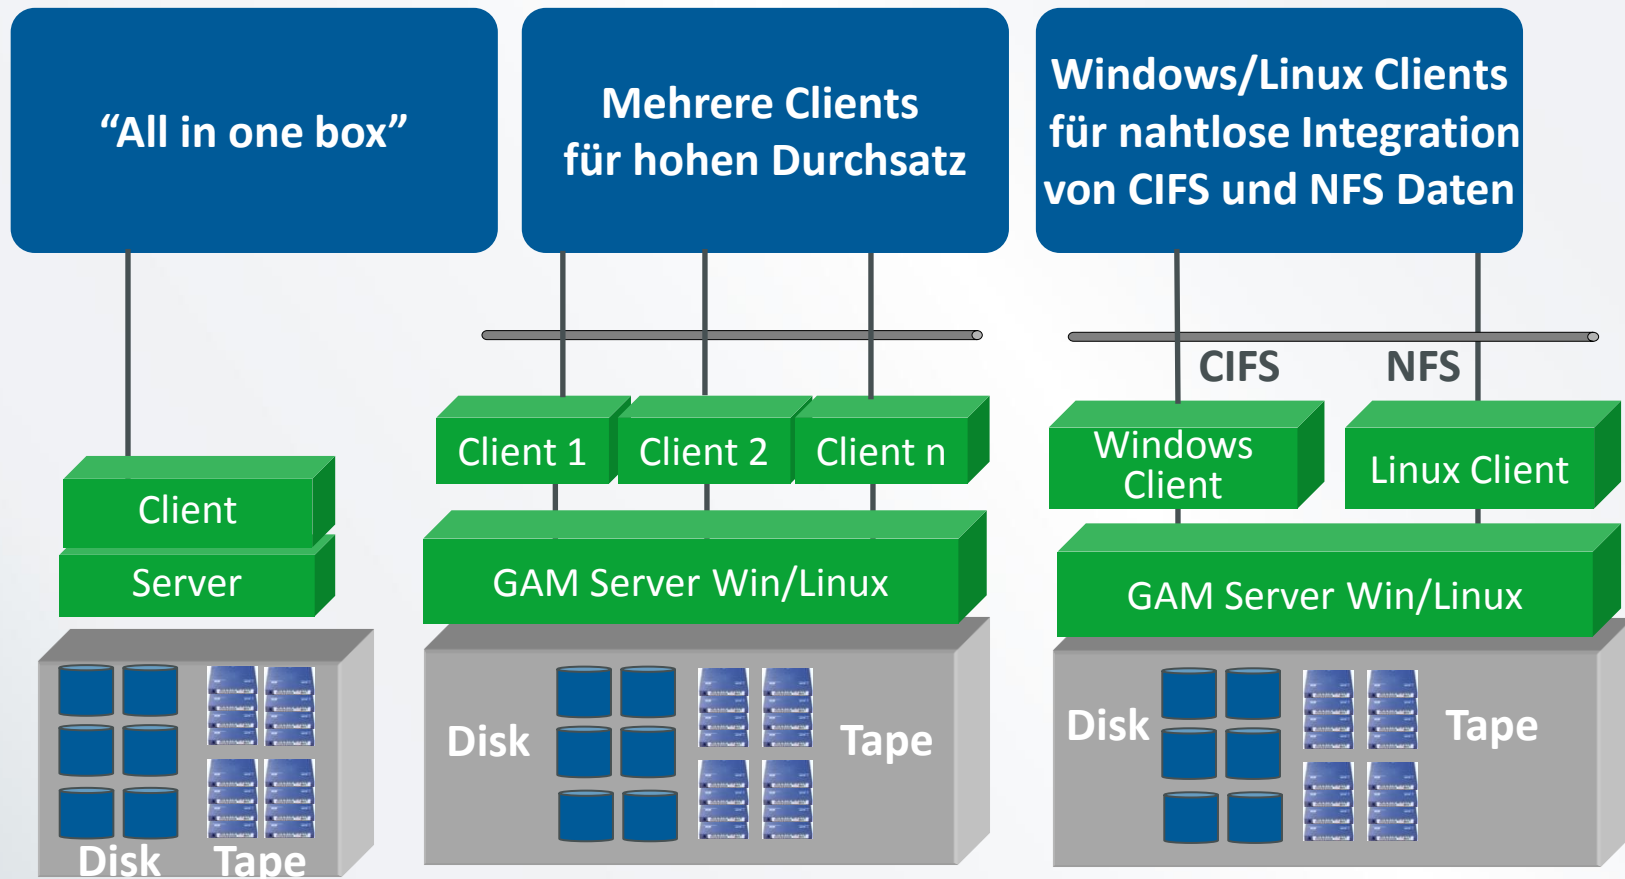 “All in one box”
Mehrere Clients
für hohen Durchsatz
Windows/Linux Clients
für nahtlose Integration
von CIFS und NFS Daten
Client
Server
Disk
Tape
Client 1
Client 2
Client n
GAM Server Win/Linux
Disk
Tape
CIFS
NFS
Windows
Client
Linux Client
GAM Server Win/Linux
Disk
Tape